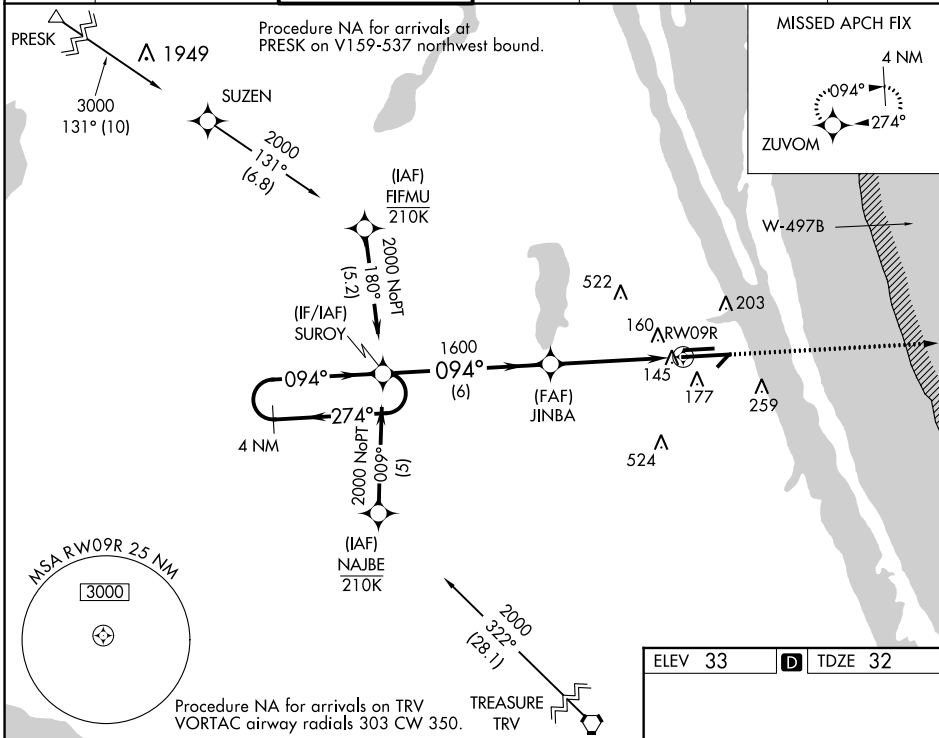 PRESK
1949
3000
131° (10)
Procedure NA for arrivals at
PRESK on V159-537 northwest bound.
SUZEN
2000
131°
(6.8)
(IAF)
FIFMU
210K
2000 NoPT
180°
(5.2)
MISSED APCH FIX
4 NM
094°
274°
ZUVOM
W-497B
(IF/IAF)
SUROY
094°
274°
4 NM
1600
094°
(6)
(FAF)
JINBA
522
203
160
RW09R
145
177
259
524
2000 NoPT
009°
(5)
(IAF)
NAJBE
210K
MSA RW09R 25 NM
3000
2000
322°
(28.1)
TREASURE
TRV
Procedure NA for arrivals on TRV
VORTAC airway radials 303 CW 350.
ELEV 33 D TDZE 32